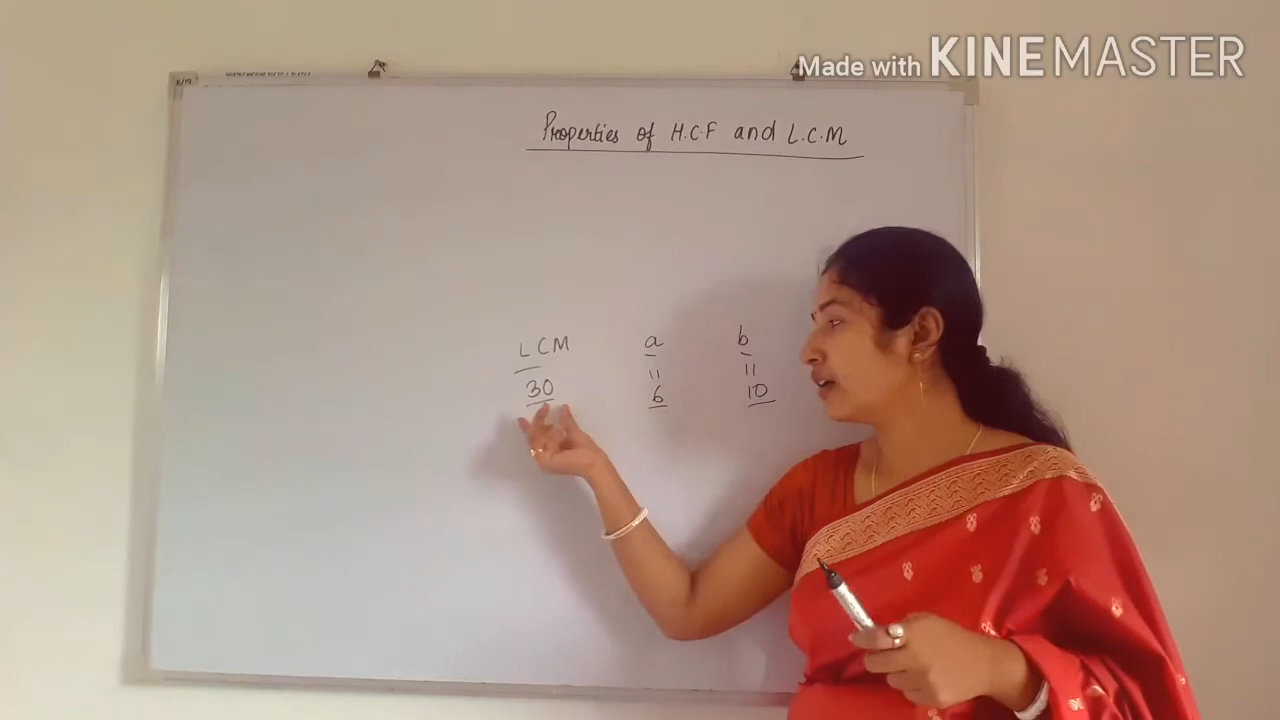 Made with KINEMASTER
Properties of H.C.F and L.C.M
LCM a b
= =
30 6 10